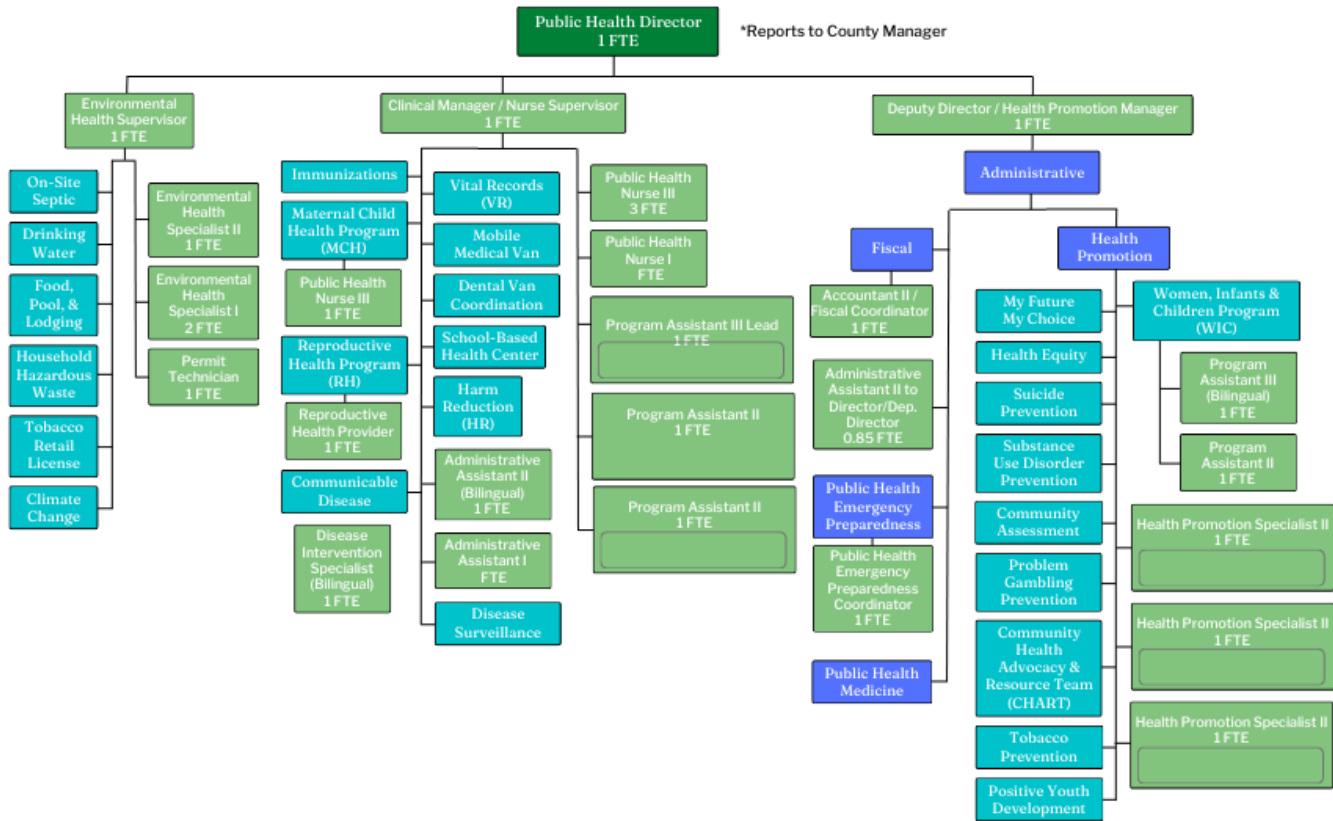 Public Health Director
1 FTE
*Reports to County Manager
Environmental
Health Supervisor
1 FTE
On-Site
Septic
Drinking
Water
Food,
Pool, &
Lodging
Household
Hazardous
Waste
Tobacco
Retail
License
Climate
Change
Environmental
Health
Specialist II
1 FTE
Environmental
Health
Specialist I
2 FTE
Permit
Technician
1 FTE
Clinical Manager / Nurse Supervisor
1 FTE
Immunizations
Maternal Child
Health Program
(MCH)
Public Health
Nurse III
1 FTE
Reproductive
Health Program
(RH)
Reproductive
Health Provider
1 FTE
Communicable
Disease
Disease
Intervention
Specialist
(Bilingual)
1 FTE
Vital Records
(VR)
Mobile
Medical Van
Dental Van
Coordination
School-Based
Health Center
Harm
Reduction
(HR)
Administrative
Assistant II
(Bilingual)
1 FTE
Administrative
Assistant I
FTE
Disease
Surveillance
Public Health
Nurse III
3 FTE
Public Health
Nurse I
FTE
Program Assistant III Lead
1 FTE
Program Assistant II
1 FTE
Program Assistant II
1 FTE
Deputy Director / Health Promotion Manager
1 FTE
Administrative
Fiscal
Accountant II /
Fiscal Coordinator
1 FTE
Administrative
Assistant II to
Director/Dep.
Director
0.85 FTE
Public Health
Emergency
Preparedness
Public Health
Emergency
Preparedness
Coordinator
1 FTE
Public Health
Medicine
Health
Promotion
My Future
My Choice
Health Equity
Suicide
Prevention
Substance
Use Disorder
Prevention
Community
Assessment
Problem
Gambling
Prevention
Community
Health
Advocacy &
Resource Team
(CHART)
Tobacco
Prevention
Positive Youth
Development
Women, Infants &
Children Program
(WIC)
Program
Assistant III
(Bilingual)
1 FTE
Program
Assistant II
1 FTE
Health Promotion Specialist II
1 FTE
Health Promotion Specialist II
1 FTE
Health Promotion Specialist II
1 FTE